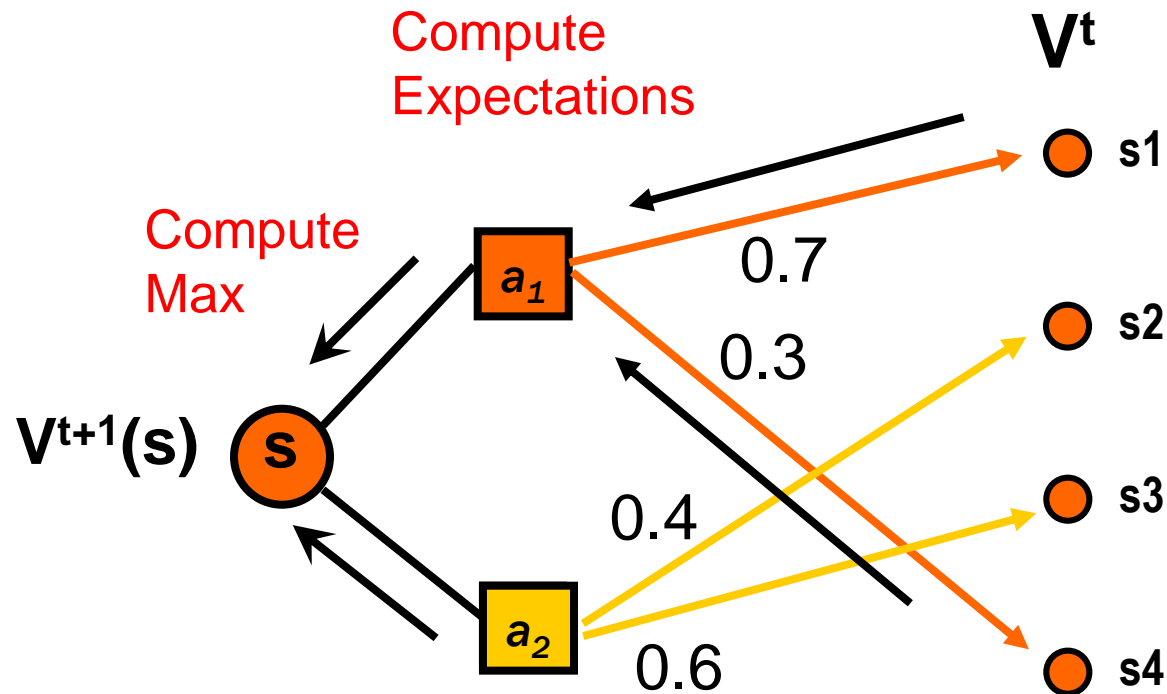 Compute
Expectations
Vᵗ
s1
Compute
Max
a₁
0.7
s2
0.3
Vᵗ⁺¹(s)
s
0.4
s3
a₂
0.6
s4